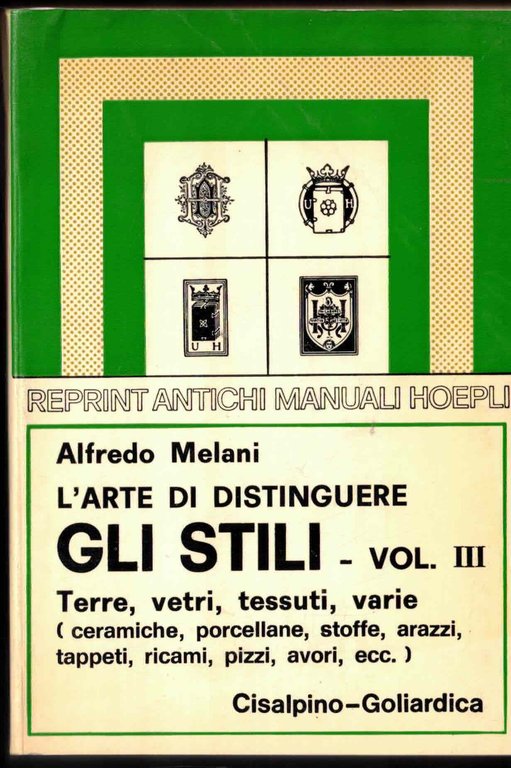 U H
U H
REPRINT ANTICHI MANUALI HOEPLI
Alfredo Melani
L'ARTE DI DISTINGUERE
GLI STILI - VOL. III
Terre, vetri, tessuti, varie
( ceramiche, porcellane, stoffe, arazzi,
tappeti, ricami, pizzi, avori, ecc. )
Cisalpino-Goliardica